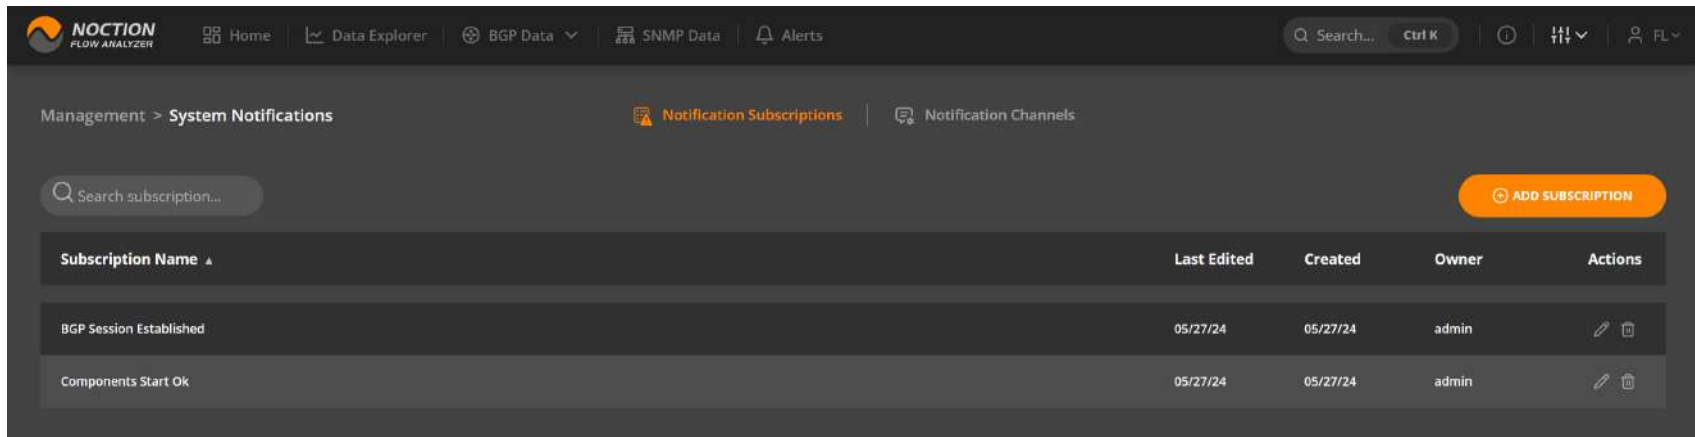 NOCTION
FLOW ANALYZER
Home
Data Explorer
BGP Data
SNMP Data
Alerts
Search...
Ctrl K
FL
Management > System Notifications
Notification Subscriptions
Notification Channels
Search subscription...
ADD SUBSCRIPTION
Subscription Name
Last Edited
Created
Owner
Actions
BGP Session Established
05/27/24
05/27/24
admin
Components Start Ok
05/27/24
05/27/24
admin